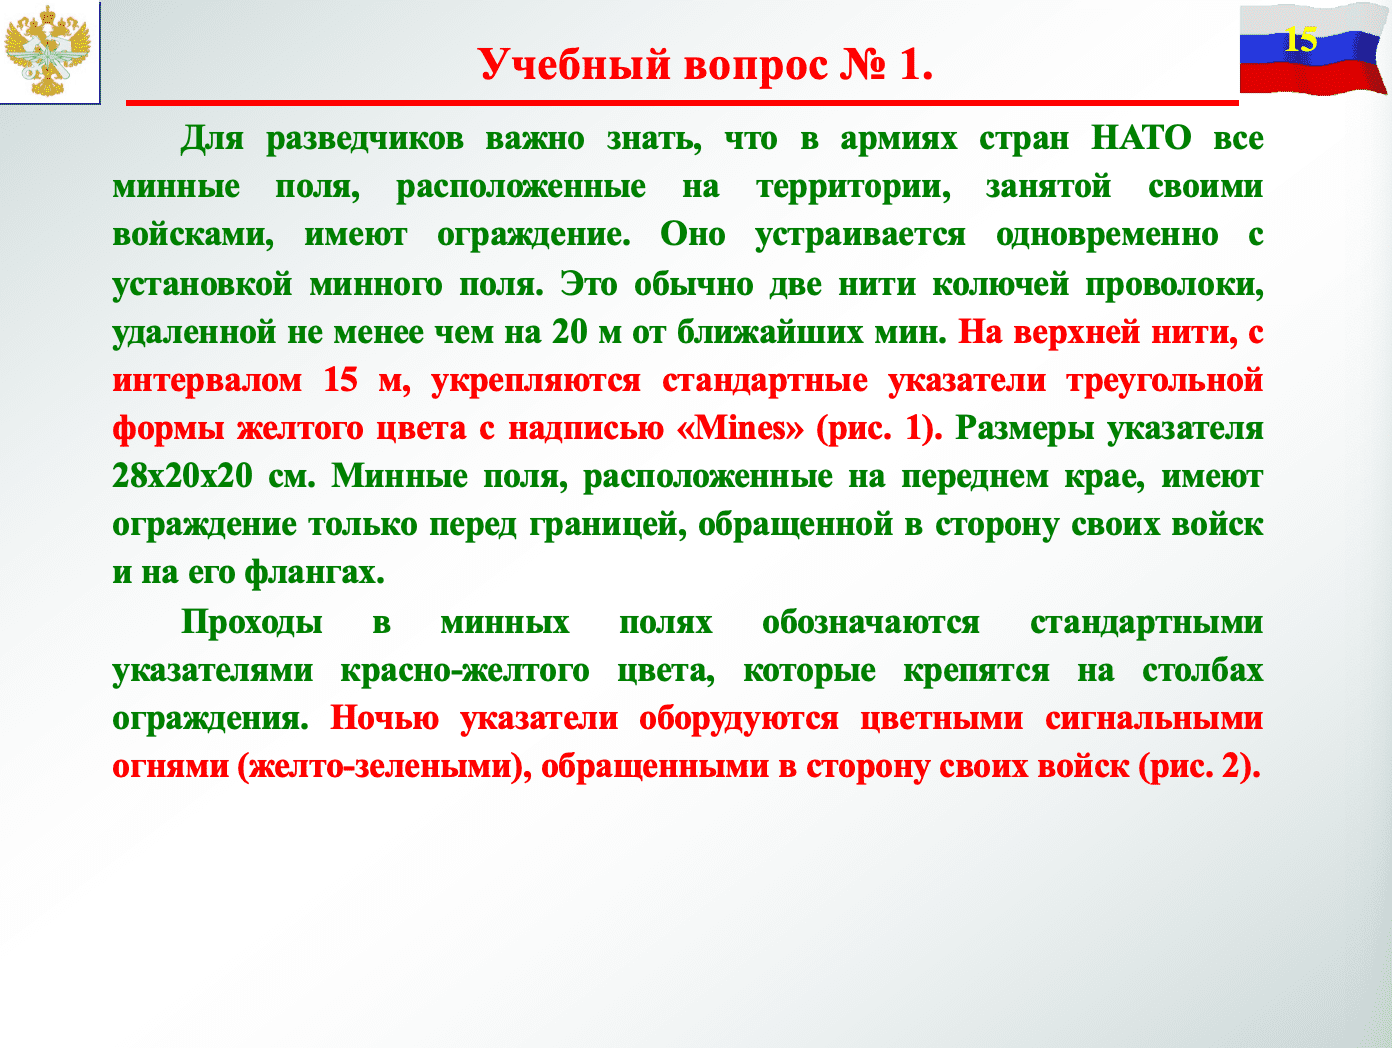 15
Учебный вопрос № 1.
Для разведчиков важно знать, что в армиях стран НАТО все
минные поля, расположенные на территории, занятой своими
войсками, имеют ограждение. Оно устраивается одновременно с
установкой минного поля. Это обычно две нити колючей проволоки,
удаленной не менее чем на 20 м от ближайших мин. На верхней нити, с
интервалом 15 м, укрепляются стандартные указатели треугольной
формы желтого цвета с надписью «Mines» (рис. 1). Размеры указателя
28х20х20 см. Минные поля, расположенные на переднем крае, имеют
ограждение только перед границей, обращенной в сторону своих войск
и на его флангах.
Проходы в минных полях обозначаются стандартными
указателями красно-желтого цвета, которые крепятся на столбах
ограждения. Ночью указатели оборудуются цветными сигнальными
огнями (желто-зелеными), обращенными в сторону своих войск (рис. 2).